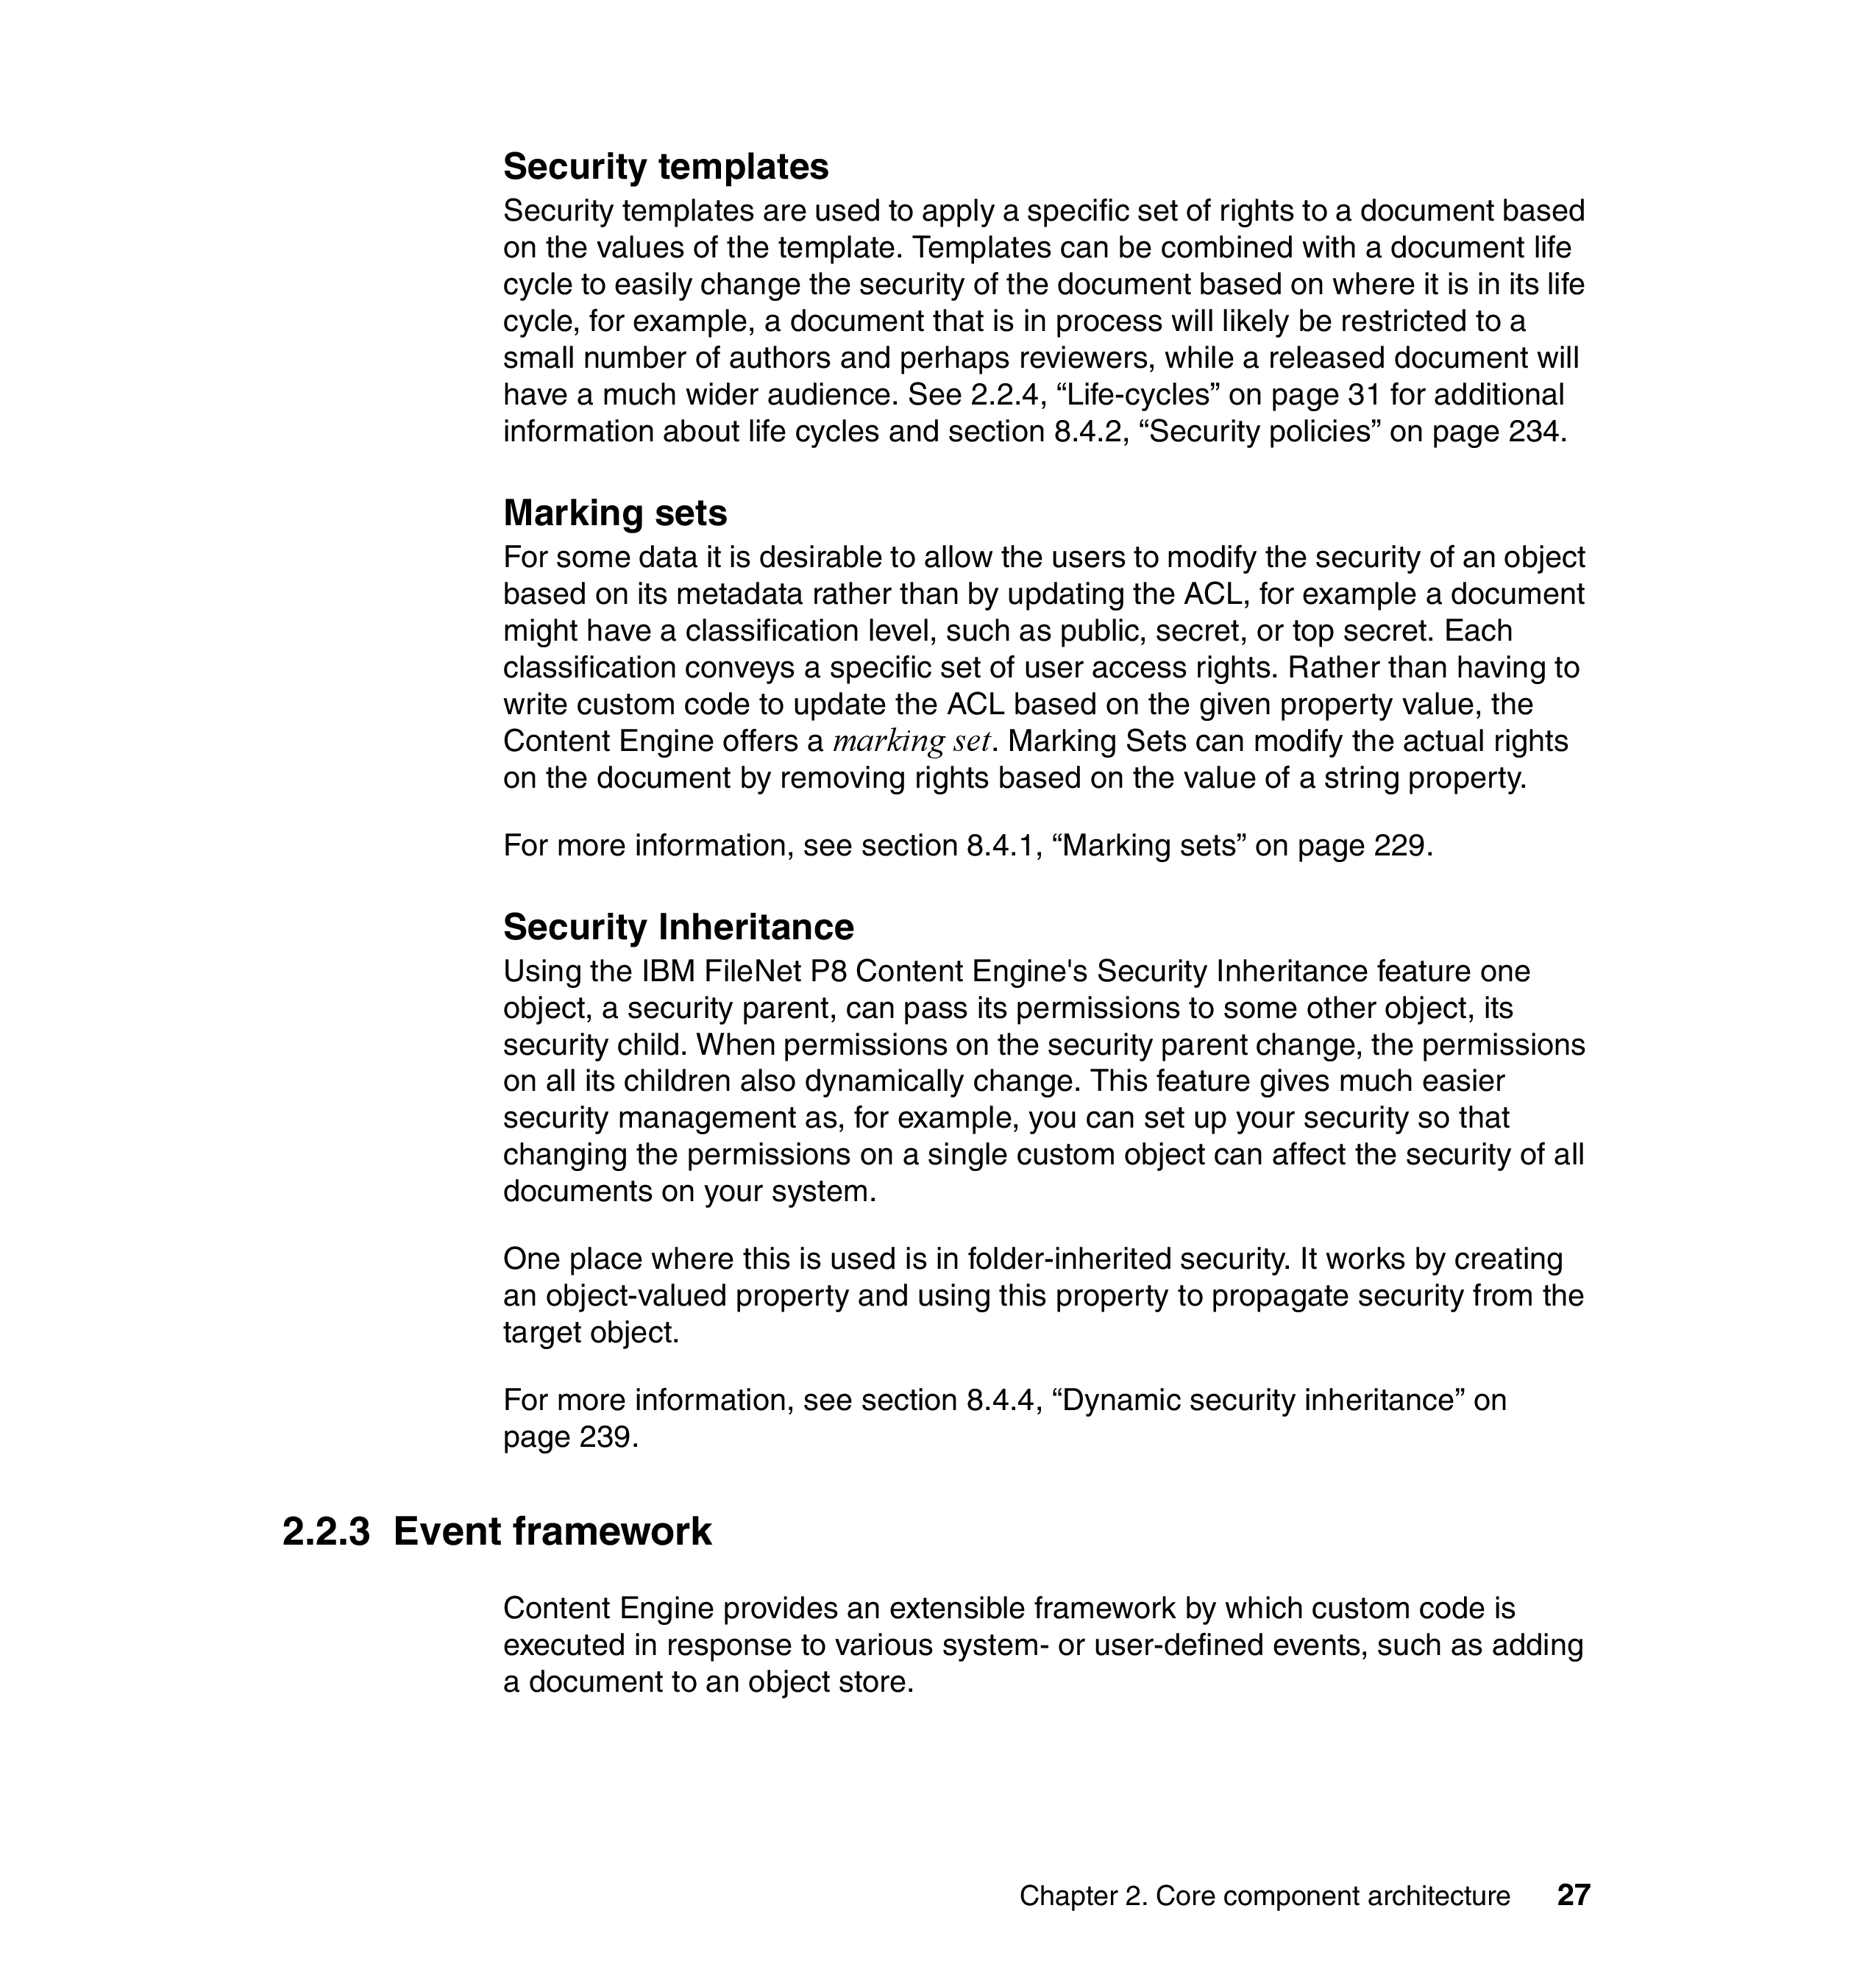 Security templates
Security templates are used to apply a specific set of rights to a document based
on the values of the template. Templates can be combined with a document life
cycle to easily change the security of the document based on where it is in its life
cycle, for example, a document that is in process will likely be restricted to a
small number of authors and perhaps reviewers, while a released document will
have a much wider audience. See 2.2.4, “Life-cycles” on page 31 for additional
information about life cycles and section 8.4.2, “Security policies” on page 234.
Marking sets
For some data it is desirable to allow the users to modify the security of an object
based on its metadata rather than by updating the ACL, for example a document
might have a classification level, such as public, secret, or top secret. Each
classification conveys a specific set of user access rights. Rather than having to
write custom code to update the ACL based on the given property value, the
Content Engine offers a marking set. Marking Sets can modify the actual rights
on the document by removing rights based on the value of a string property.
For more information, see section 8.4.1, “Marking sets” on page 229.
Security Inheritance
Using the IBM FileNet P8 Content Engine's Security Inheritance feature one
object, a security parent, can pass its permissions to some other object, its
security child. When permissions on the security parent change, the permissions
on all its children also dynamically change. This feature gives much easier
security management as, for example, you can set up your security so that
changing the permissions on a single custom object can affect the security of all
documents on your system.
One place where this is used is in folder-inherited security. It works by creating
an object-valued property and using this property to propagate security from the
target object.
For more information, see section 8.4.4, “Dynamic security inheritance” on
page 239.
2.2.3 Event framework
Content Engine provides an extensible framework by which custom code is
executed in response to various system- or user-defined events, such as adding
a document to an object store.
Chapter 2. Core component architecture 27